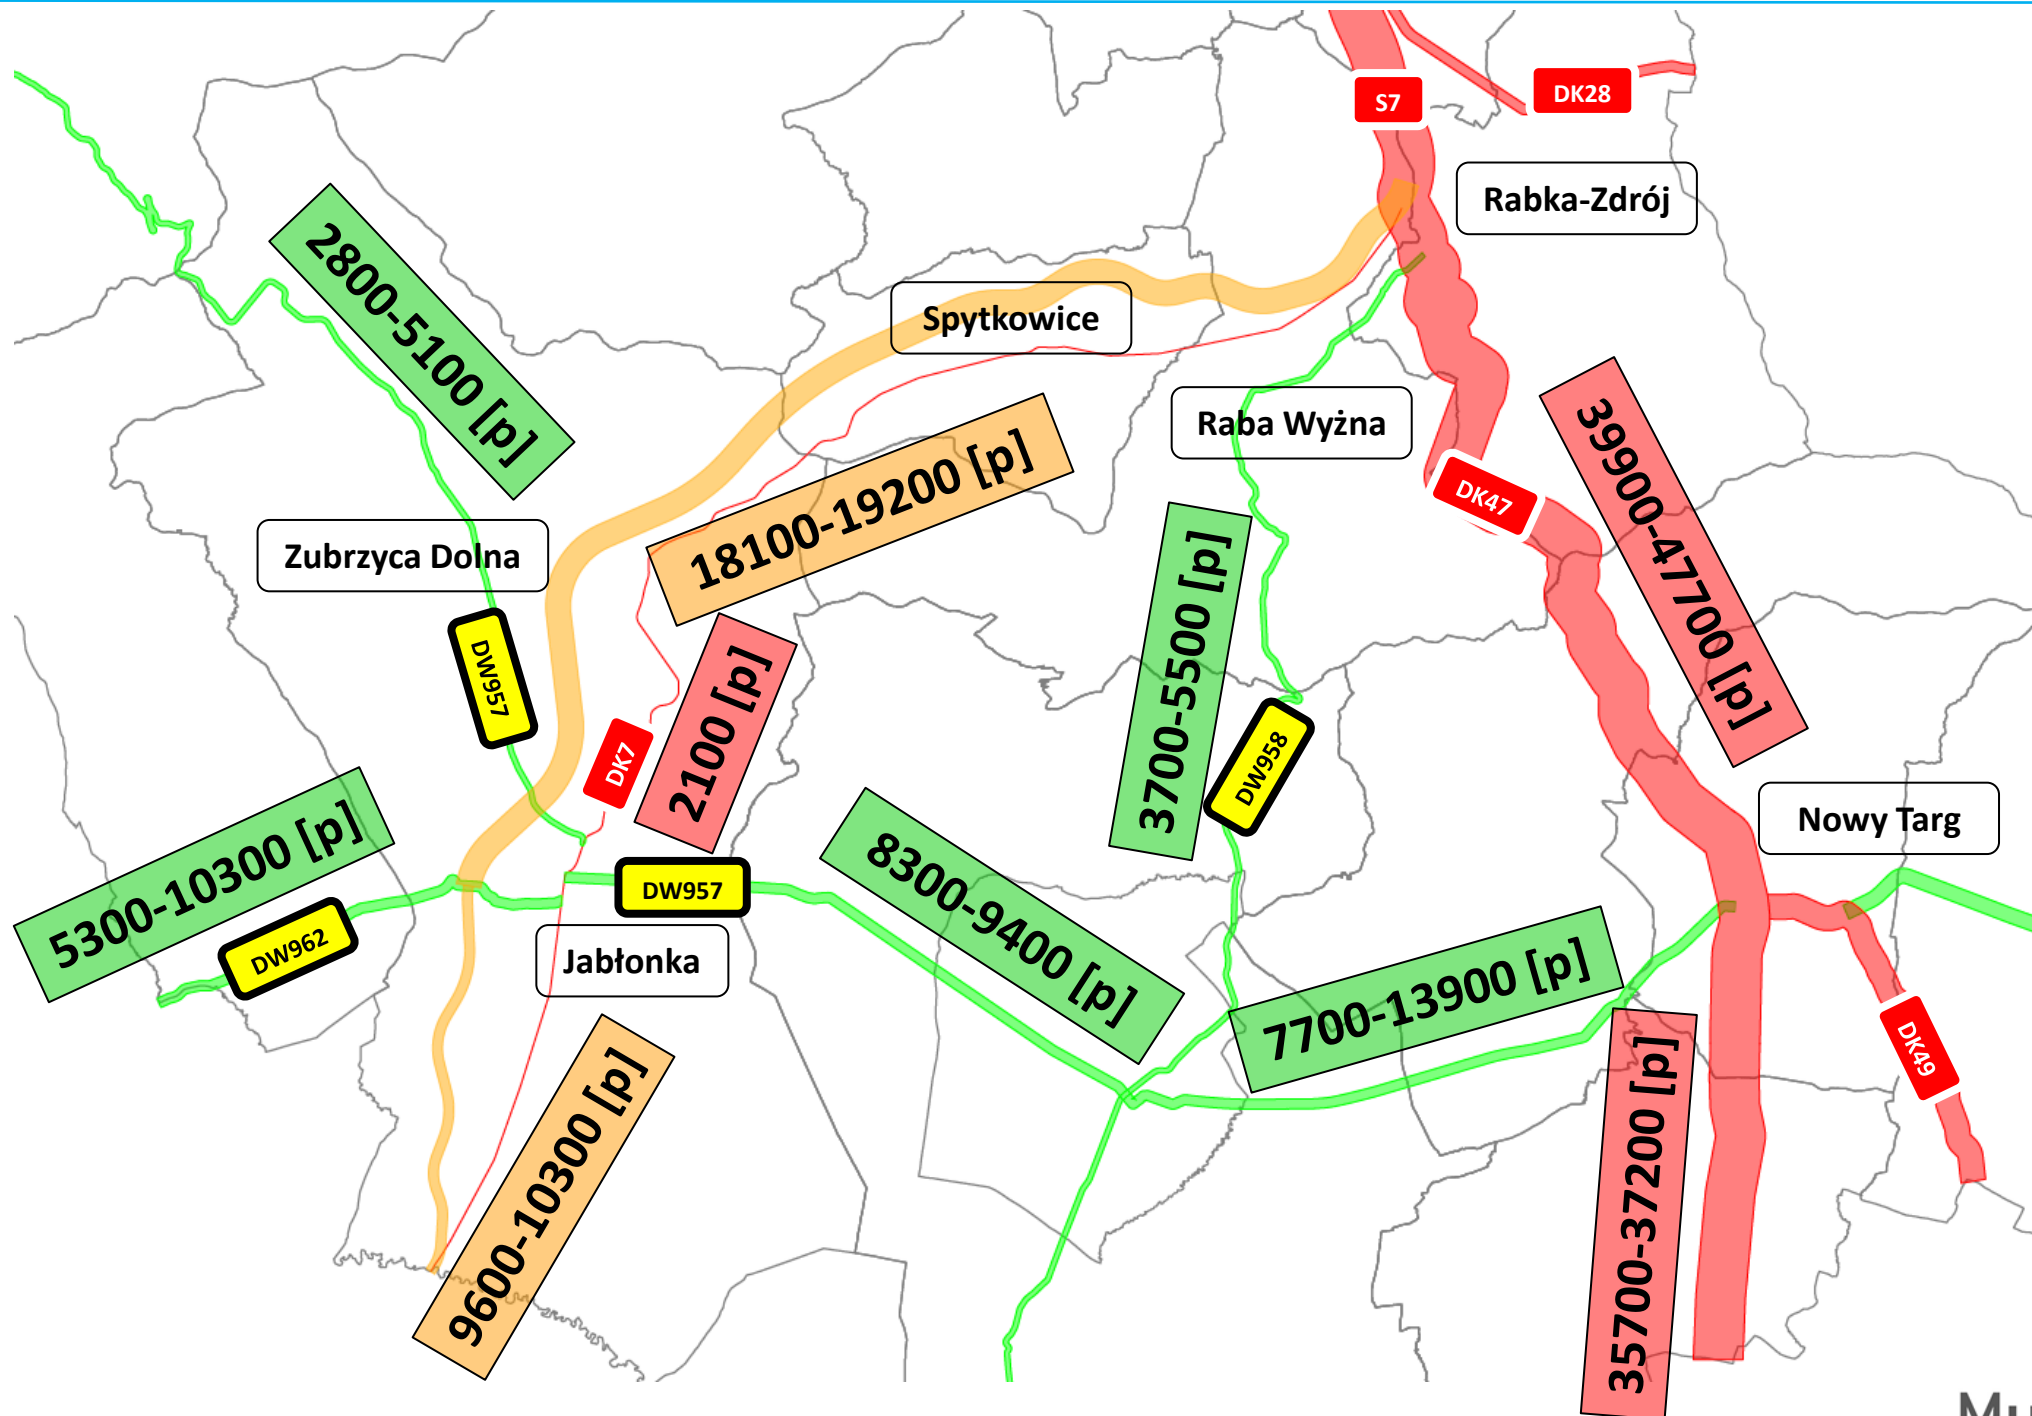 S7
DK28
Rabka-Zdrój
2800-5100 [p]
Spytkowice
Raba Wyżna
39900-47700 [p]
DK47
18100-19200 [p]
Zubrzyca Dolna
3700-5500 [p]
DW957
2100 [p]
DK7
DW958
Nowy Targ
5300-10300 [p]
8300-9400 [p]
DW957
DW962
Jabłonka
7700-13900 [p]
DK49
9600-10300 [p]
35700-37200 [p]